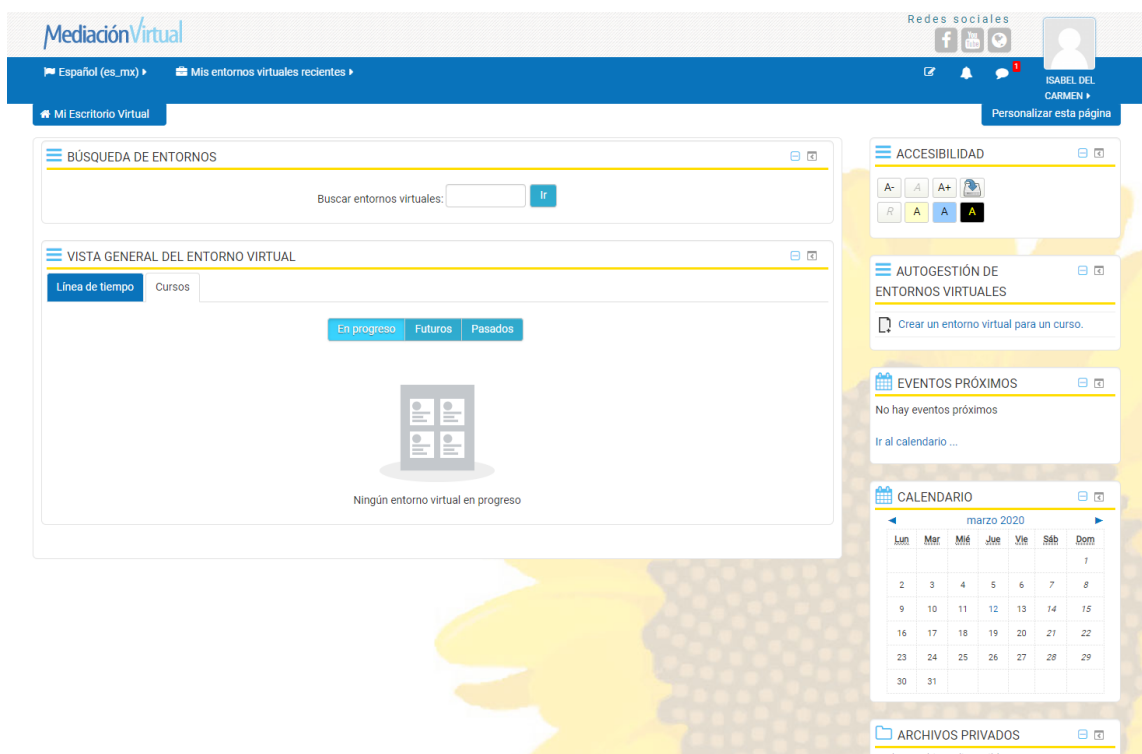 Redes sociales
MediaciónVirtual
You
Tube
Español (es_mx)
Mis entornos virtuales recientes
1
ISABEL DEL
CARMEN
Mi Escritorio Virtual
Personalizar esta página
BÚSQUEDA DE ENTORNOS
Buscar entornos virtuales:
Ir
VISTA GENERAL DEL ENTORNO VIRTUAL
Línea de tiempo Cursos
En progreso Futuros Pasados
Ningún entorno virtual en progreso
ACCESIBILIDAD
A- A A+
R A A A
AUTOGESTIÓN DE
ENTORNOS VIRTUALES
Crear un entorno virtual para un curso.
EVENTOS PRÓXIMOS
No hay eventos próximos
Ir al calendario ...
CALENDARIO
marzo 2020
Lun Mar Mié Jue Vie Sáb Dom
1
2 3 4 5 6 7 8
9 10 11 12 13 14 15
16 17 18 19 20 21 22
23 24 25 26 27 28 29
30 31
ARCHIVOS PRIVADOS